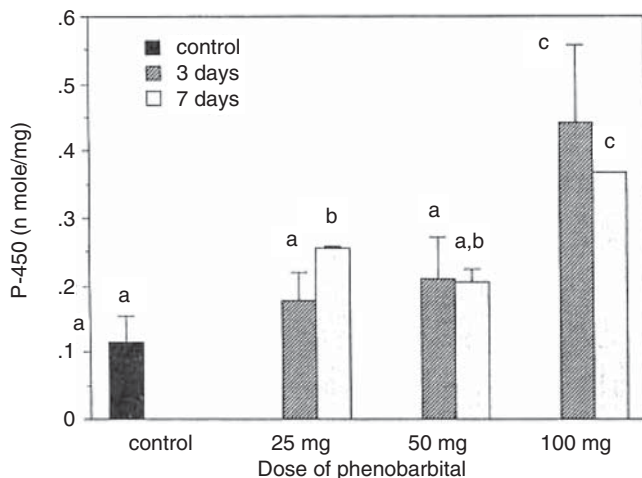 .6
.5
.4
.3
.2
.1
0
P-450 (n mole/mg)
control
3 days
7 days
a
a
a
b
a
a,b
c
c
control 25 mg 50 mg 100 mg
Dose of phenobarbital